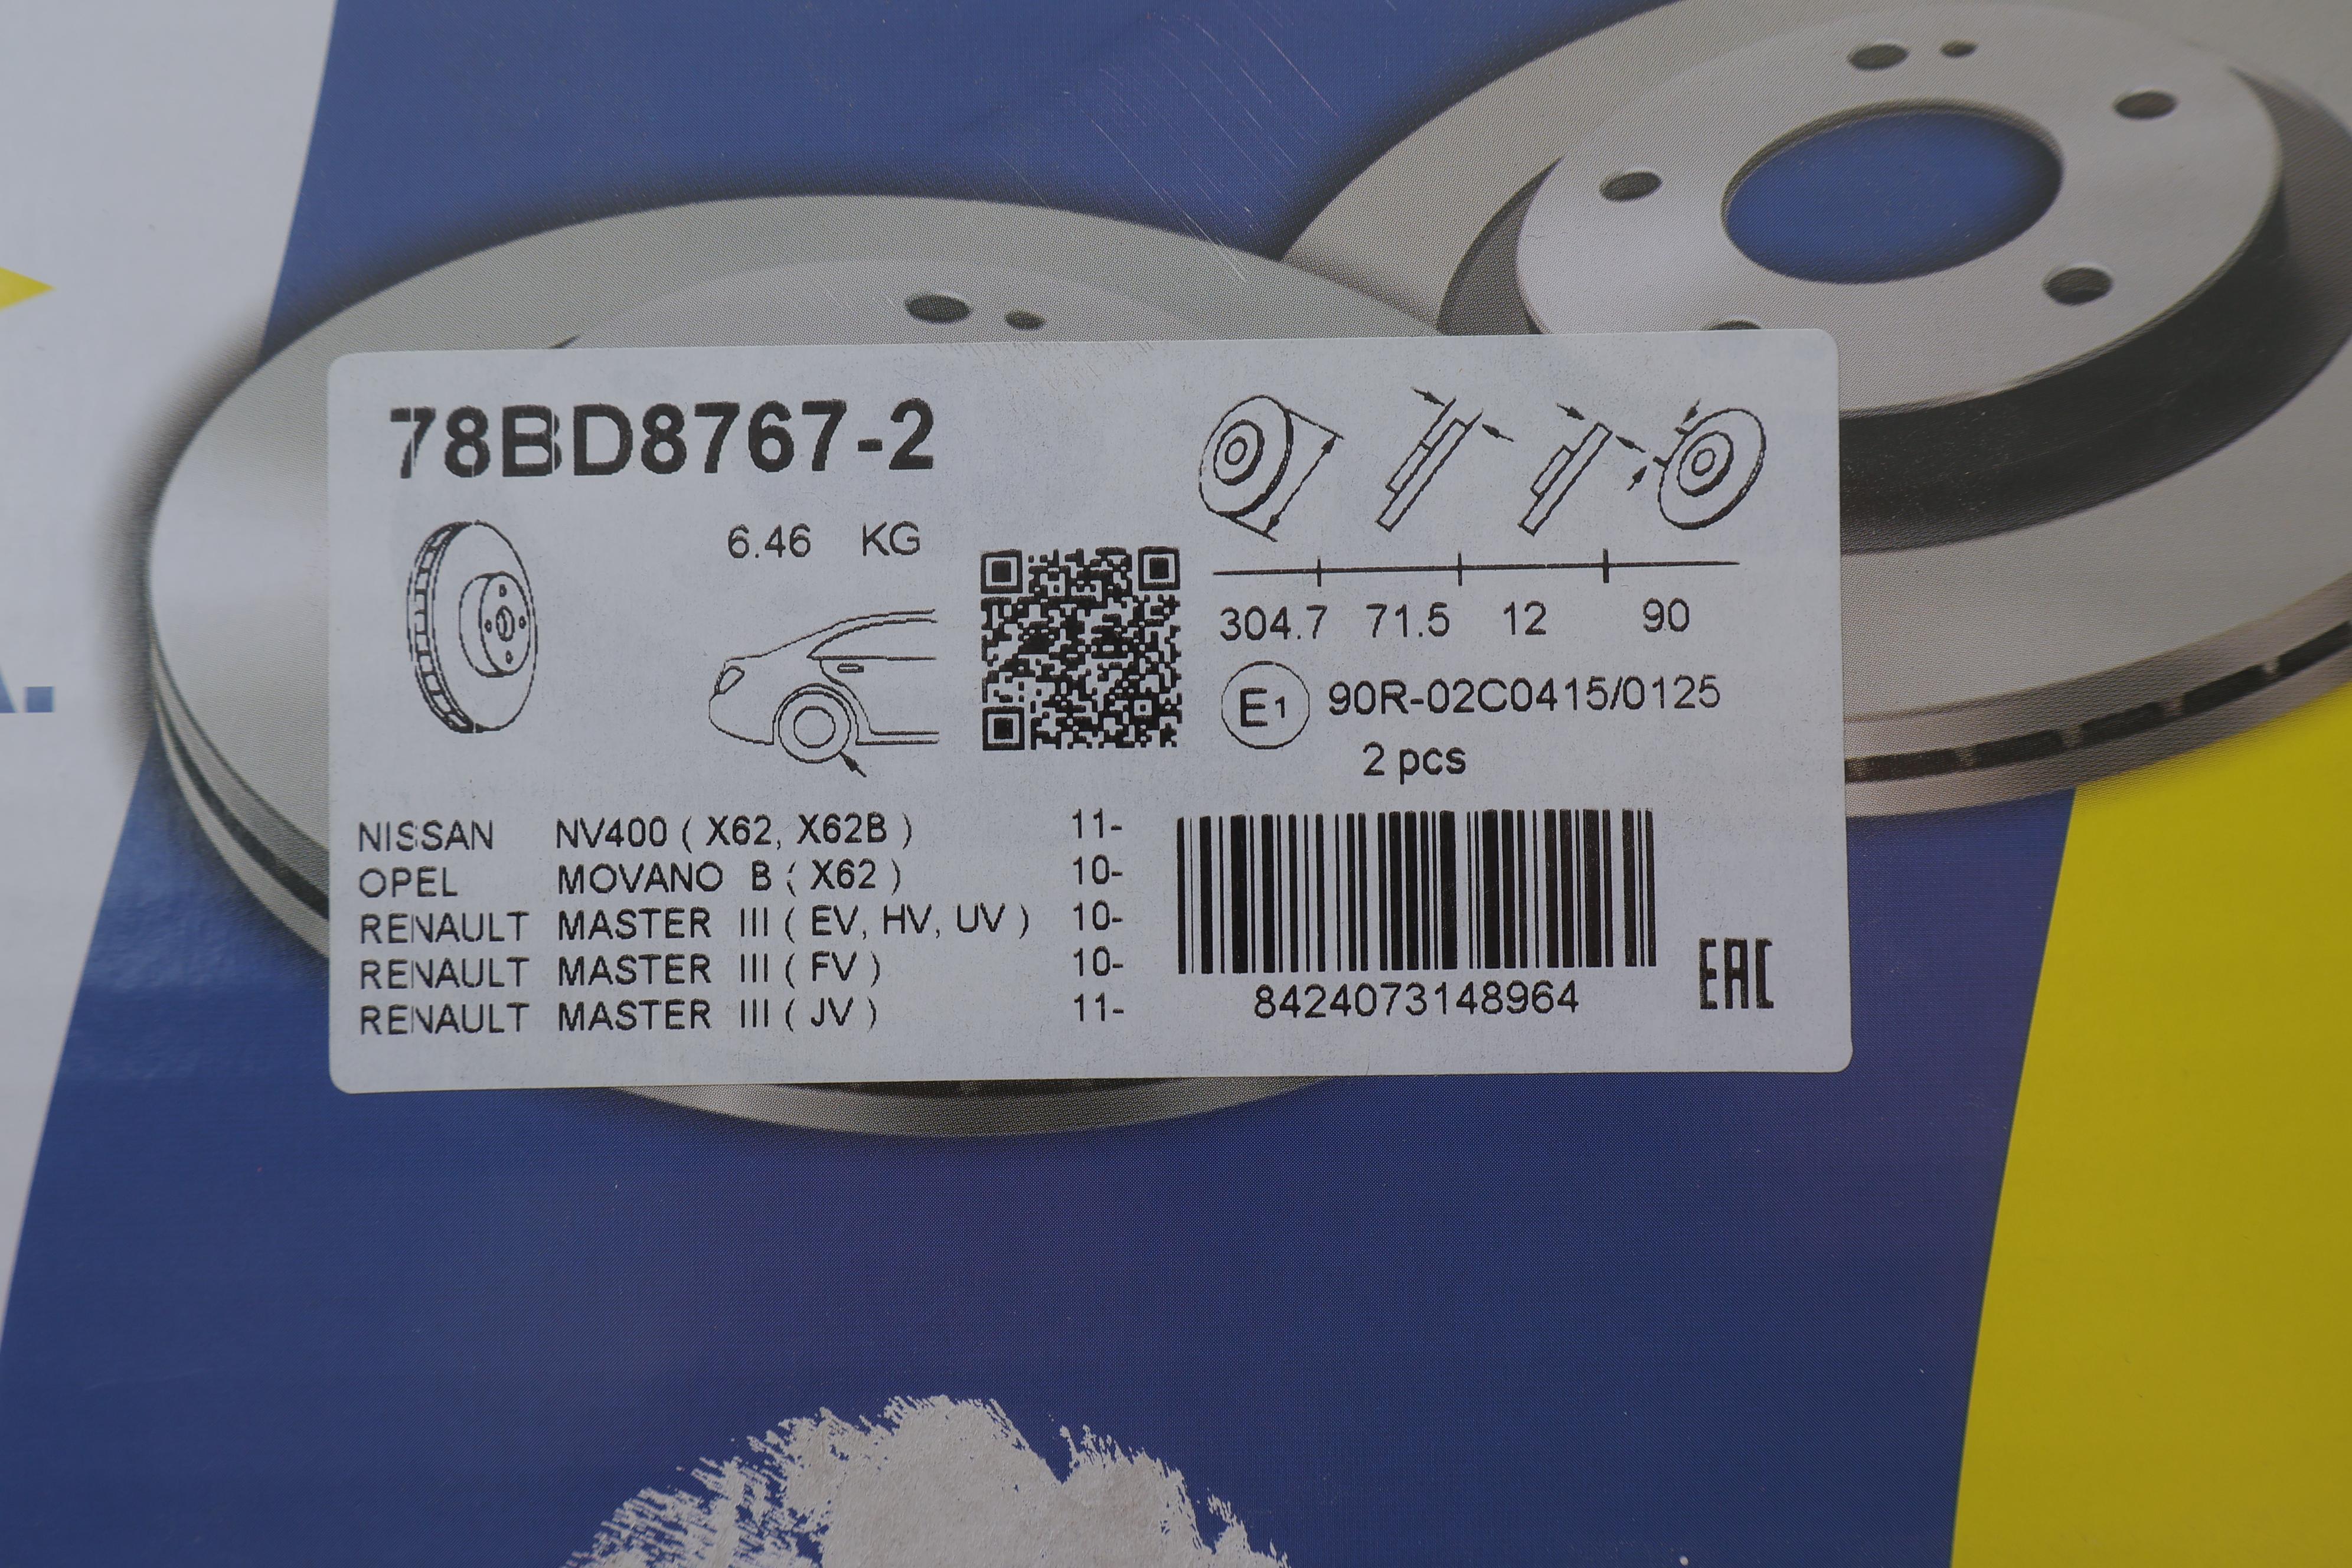 78BD8767-2
6.46 KG
304.7 71.5 12 90
E1 90R-02C0415/0125
2 pcs
NISSAN NV400 ( X62, X62B ) 11-
OPEL MOVANO B ( X62 ) 10-
RENAULT MASTER III ( EV, HV, UV ) 10-
RENAULT MASTER III ( FV ) 10-
RENAULT MASTER III ( JV ) 11-
8424073148964
EAC